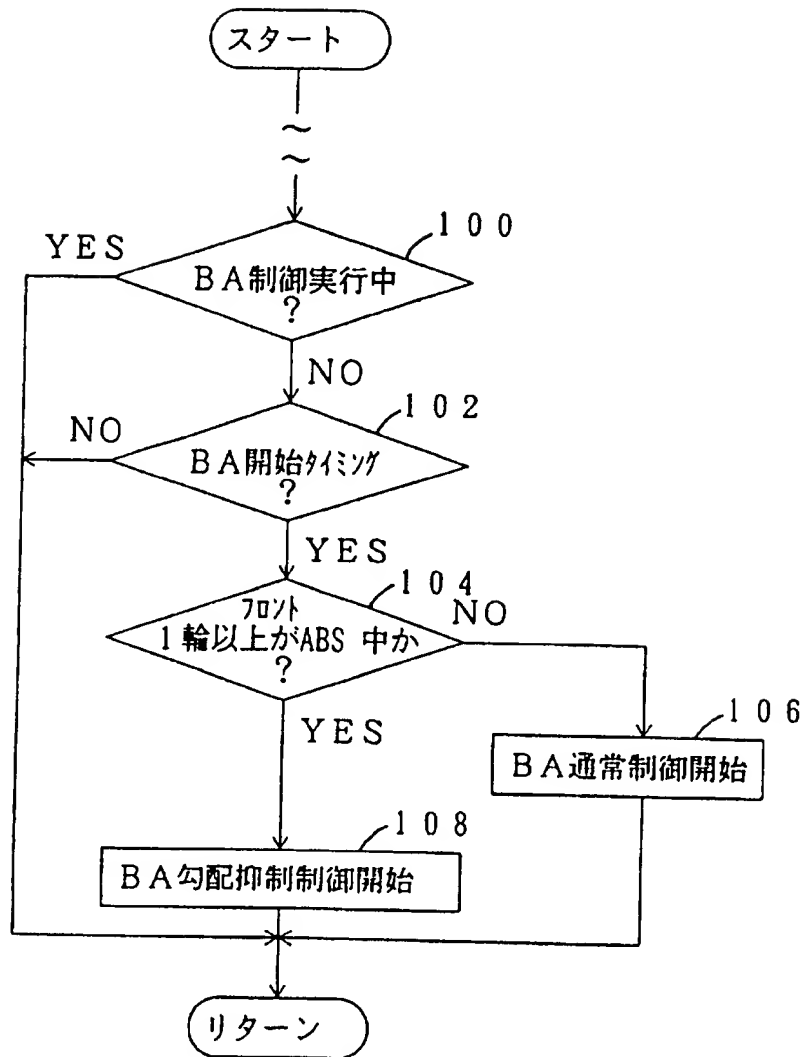 スタート
100
YES
BA制御実行中
?
NO
102
NO
BA開始ﾀｲﾐﾝｸﾞ
?
YES
104
ﾌﾛﾝﾄ
1輪以上がABS 中か
?
NO
YES
106
BA通常制御開始
108
BA勾配抑制制御開始
リターン